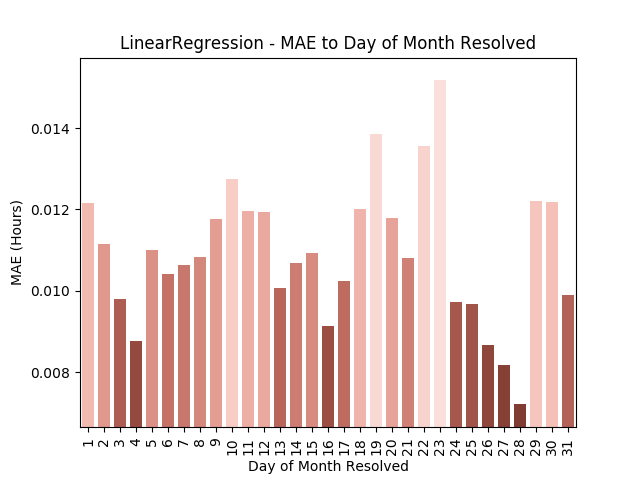 LinearRegression - MAE to Day of Month Resolved
0.014
0.012
0.010
0.008
MAE (Hours)
1 2 3 4 5 6 7 8 9 10 11 12 13 14 15 16 17 18 19 20 21 22 23 24 25 26 27 28 29 30 31
Day of Month Resolved